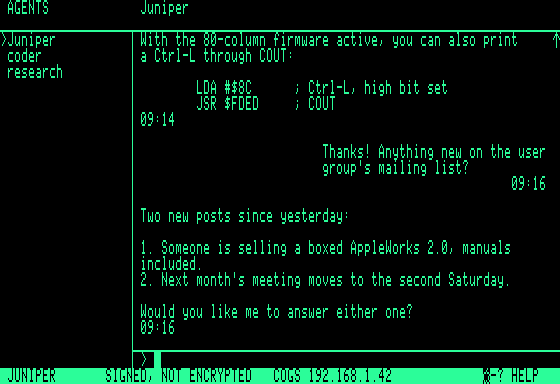 AGENTS
Juniper
>Juniper
coder
research
With the 80-column firmware active, you can also print
a Ctrl-L through COUT:
LDA #$8C ; Ctrl-L, high bit set
JSR $FDED ; COUT
09:14
Thanks! Anything new on the user
group's mailing list?
09:16
Two new posts since yesterday:
1. Someone is selling a boxed AppleWorks 2.0, manuals
included.
2. Next month's meeting moves to the second Saturday.
Would you like me to answer either one?
09:16
>
JUNIPER SIGNED, NOT ENCRYPTED COGS 192.168.1.42 -? HELP